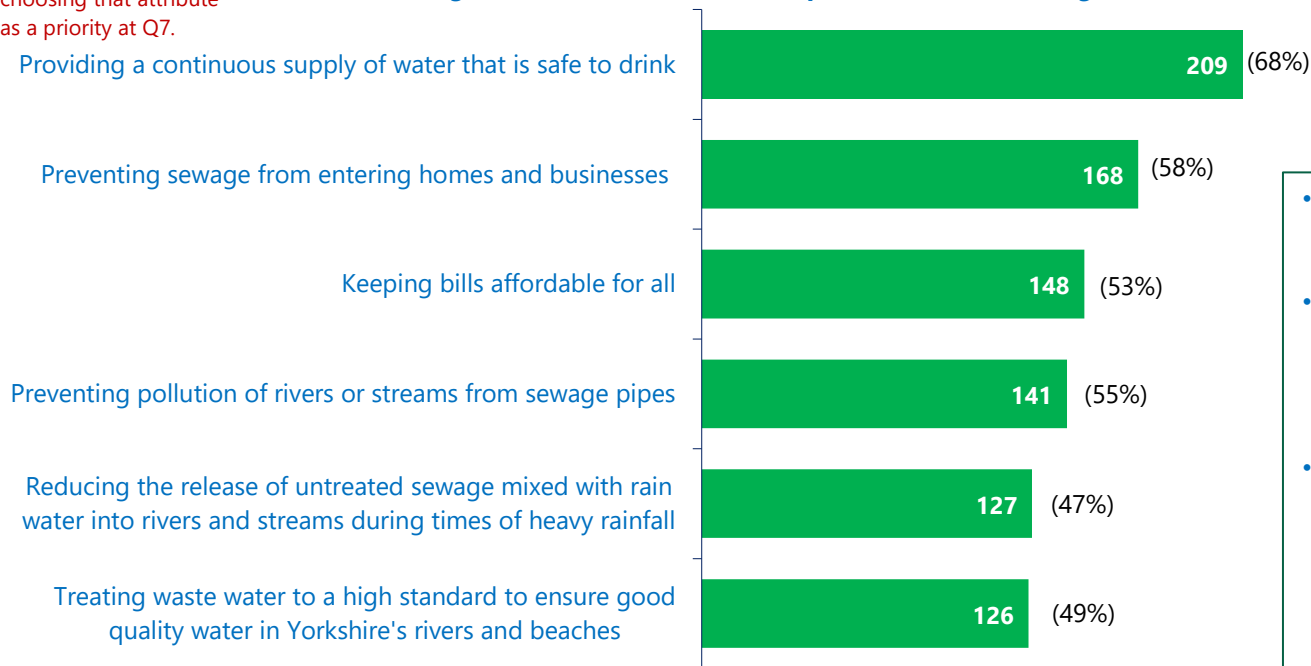 choosing that attribute
as a priority at Q7.
Providing a continuous supply of water that is safe to drink
209 (68%)
Preventing sewage from entering homes and businesses
168 (58%)
Keeping bills affordable for all
148 (53%)
Preventing pollution of rivers or streams from sewage pipes
141 (55%)
Reducing the release of untreated sewage mixed with rain
water into rivers and streams during times of heavy rainfall
127 (47%)
Treating waste water to a high standard to ensure good
quality water in Yorkshire's rivers and beaches
126 (49%)
•
•
•